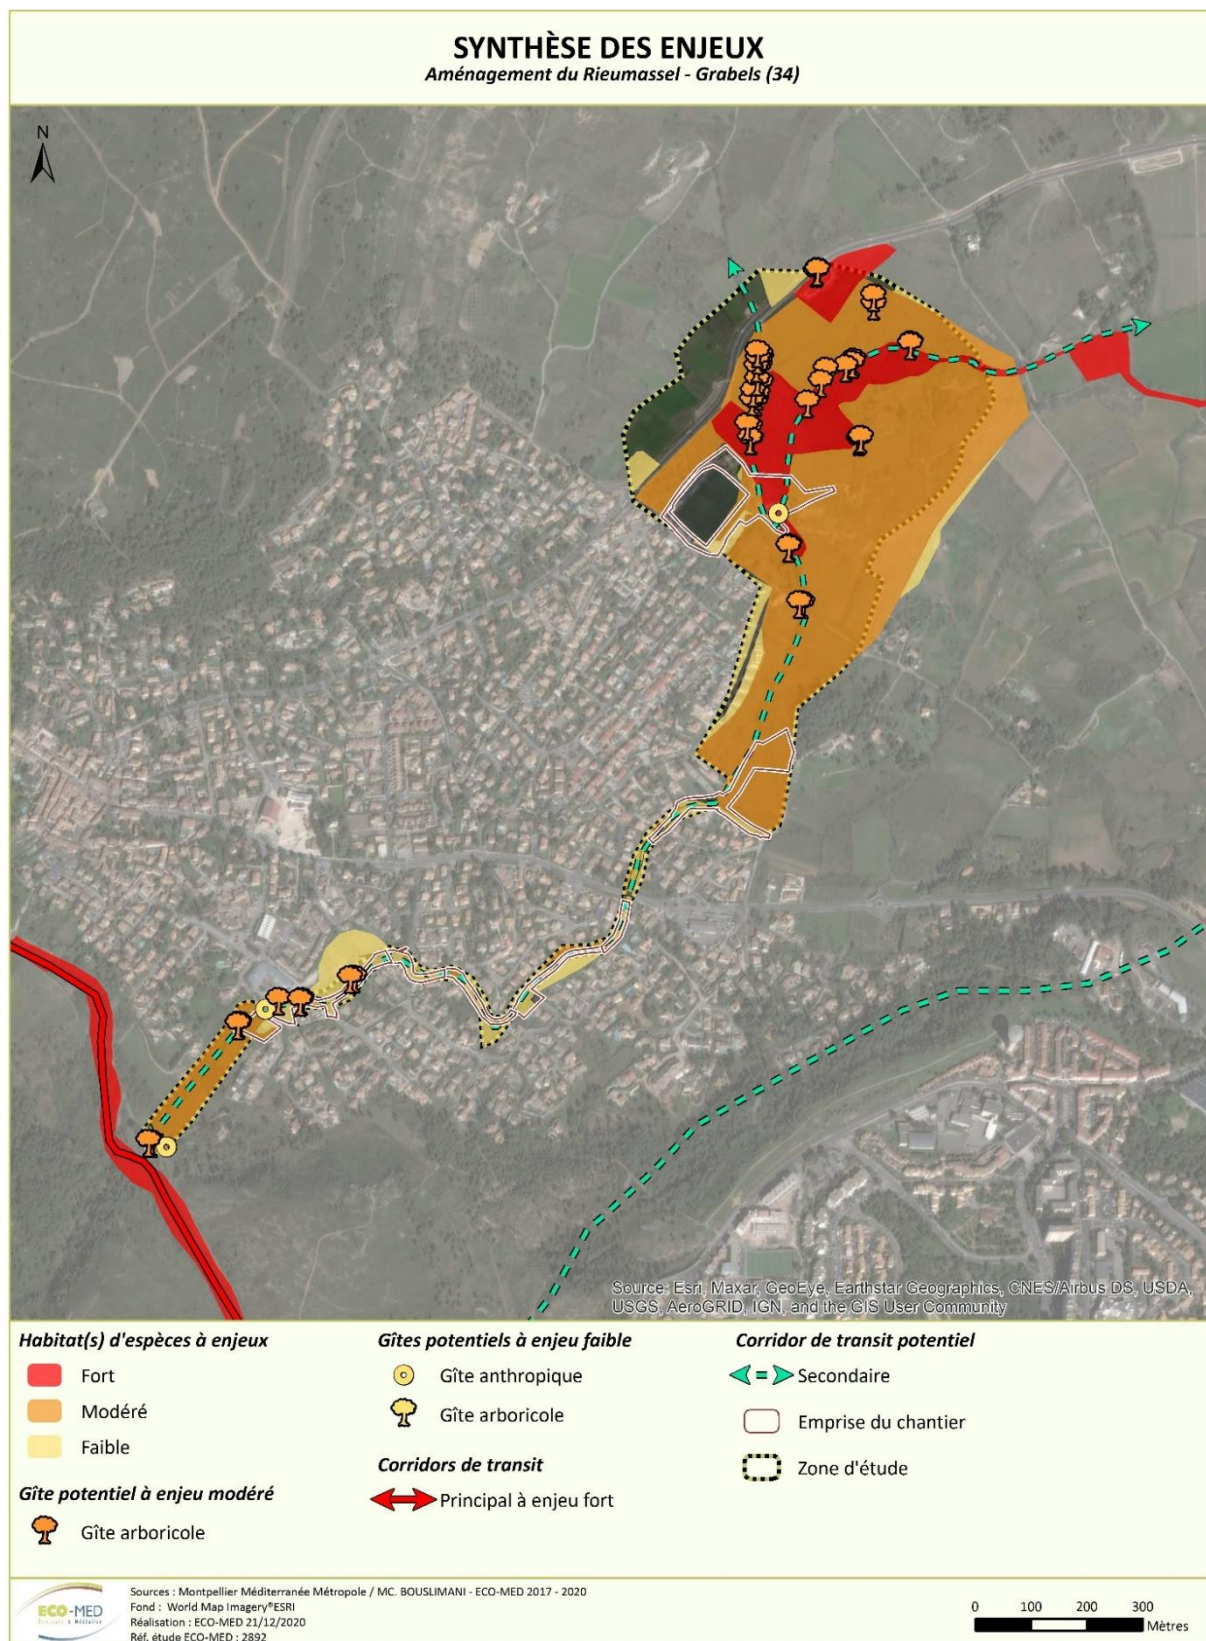 SYNTHÈSE DES ENJEUX
Aménagement du Rieumassel - Grabels (34)
N
Source: Esri, Maxar, GeoEye, Earthstar Geographics, CNES/Airbus DS, USDA,
USGS, AeroGRID, IGN, and the GIS User Community
Habitat(s) d'espèces à enjeux
Fort
Modéré
Faible
Gîte potentiel à enjeu modéré
Gîte arboricole
Gîtes potentiels à enjeu faible
Gîte anthropique
Gîte arboricole
Corridors de transit
Principal à enjeu fort
Corridor de transit potentiel
Secondaire
Emprise du chantier
Zone d'étude
ECO-MED
Sources : Montpellier Méditerranée Métropole / MC. BOUSLIMANI - ECO-MED 2017 - 2020
Fond : World Map Imagery®ESRI
Réalisation : ECO-MED 21/12/2020
Réf. étude ECO-MED : 2892
0 100 200 300
Mètres